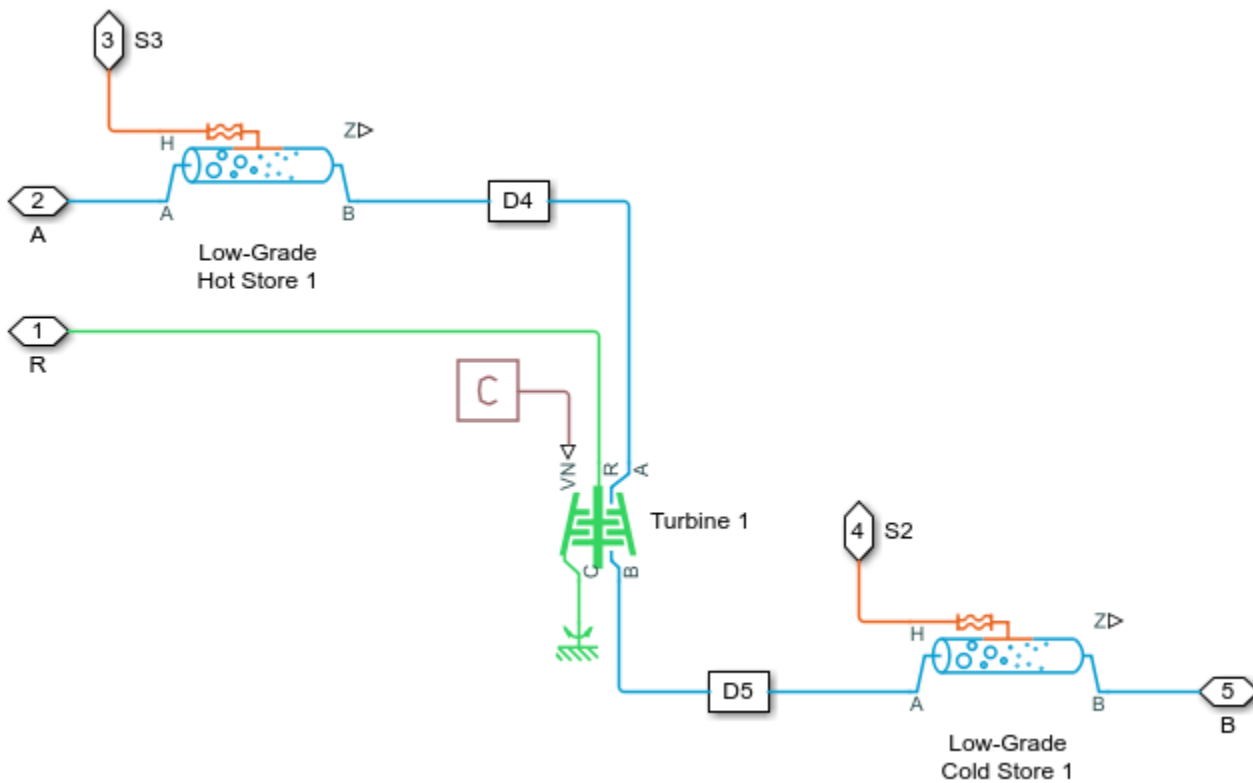 3
S3
H
Z
2
A
A
B
D4
Low-Grade
Hot Store 1
1
R
C
VN
R
A
Turbine 1
C
B
4
S2
H
Z
D5
A
B
5
B
Low-Grade
Cold Store 1